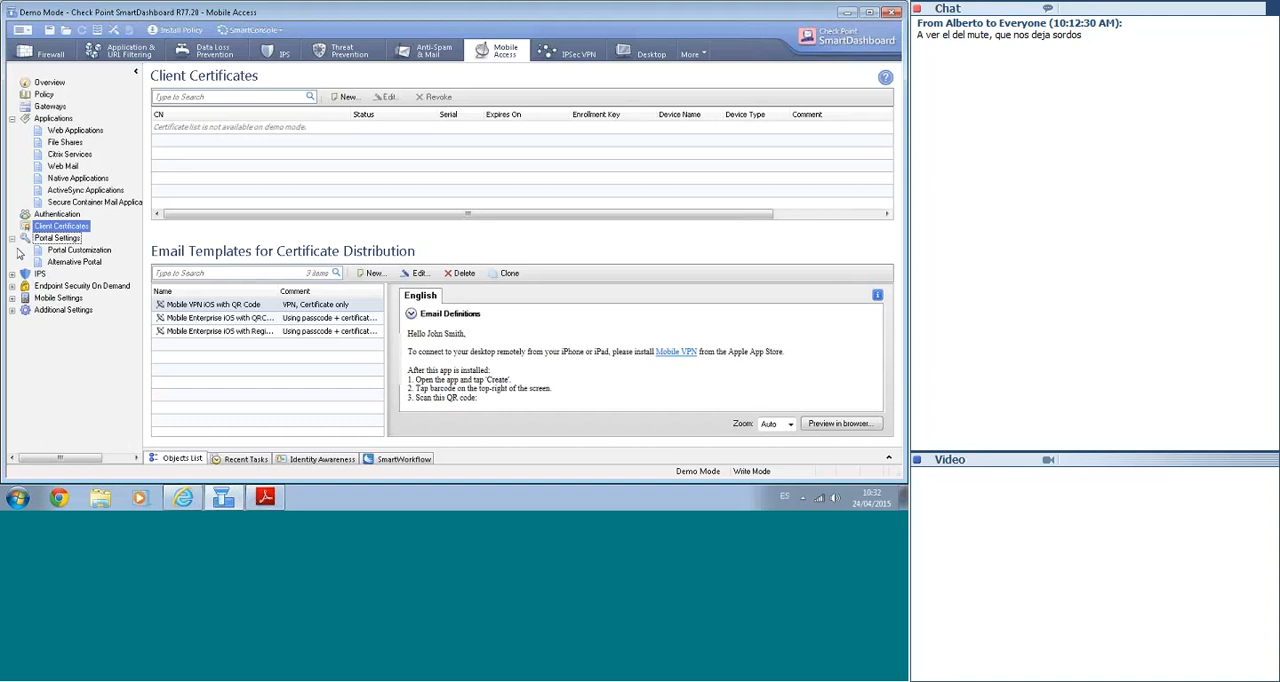 Demo Mode - Check Point SmartDashboard R77.20 - Mobile Access
Install Policy
SmartConsole
Firewall
Application & URL Filtering
Data Loss Prevention
IPS
Threat Prevention
Anti-Spam & Mail
Mobile Access
IPSec VPN
Desktop
More
Check Point SmartDashboard
Overview
Policy
Gateways
Applications
Web Applications
File Shares
Citrix Services
Web Mail
Native Applications
ActiveSync Applications
Secure Container Mail Applica
Authentication
Client Certificates
Portal Settings
Portal Customization
Alternative Portal
IPS
Endpoint Security On Demand
Mobile Settings
Additional Settings
Client Certificates
Type to Search
New...
Edit...
Revoke
CN Status Serial Expires On Enrollment Key Device Name Device Type Comment
Certificate list is not available on demo mode.
Email Templates for Certificate Distribution
Type to Search 3 items
New...
Edit...
Delete
Clone
Name Comment
Mobile VPN iOS with QR Code VPN, Certificate only
Mobile Enterprise iOS with QRC... Using passcode + certificat...
Mobile Enterprise iOS with Regi... Using passcode + certificat...
English
Email Definitions
Hello John Smith,
To connect to your desktop remotely from your iPhone or iPad, please install Mobile VPN from the Apple App Store.
After this app is installed:
1. Open the app and tap 'Create'.
2. Tap barcode on the top-right of the screen.
3. Scan this QR code:
Zoom: Auto
Preview in browser...
Objects List
Recent Tasks
Identity Awareness
SmartWorkflow
Demo Mode
Write Mode
ES
10:32
24/04/2015
Chat
From Alberto to Everyone (10:12:30 AM):
A ver el del mute, que nos deja sordos
Video